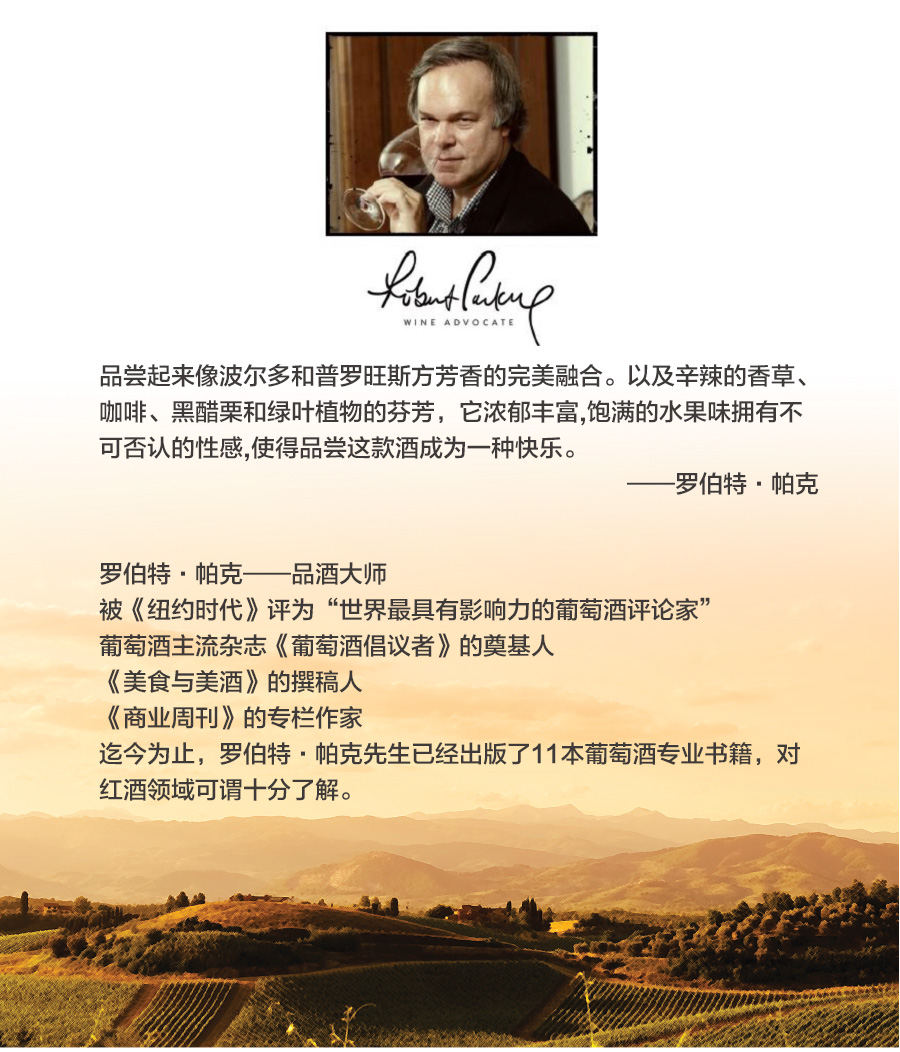 Robert Parker
WINE ADVOCATE
品尝起来像波尔多和普罗旺斯方芳香的完美融合。以及辛辣的香草、
咖啡、黑醋栗和绿叶植物的芬芳，它浓郁丰富,饱满的水果味拥有不
可否认的性感,使得品尝这款酒成为一种快乐。
——罗伯特·帕克
罗伯特·帕克——品酒大师
被《纽约时代》评为“世界最具有影响力的葡萄酒评论家”
葡萄酒主流杂志《葡萄酒倡议者》的奠基人
《美食与美酒》的撰稿人
《商业周刊》的专栏作家
迄今为止，罗伯特·帕克先生已经出版了11本葡萄酒专业书籍，对
红酒领域可谓十分了解。